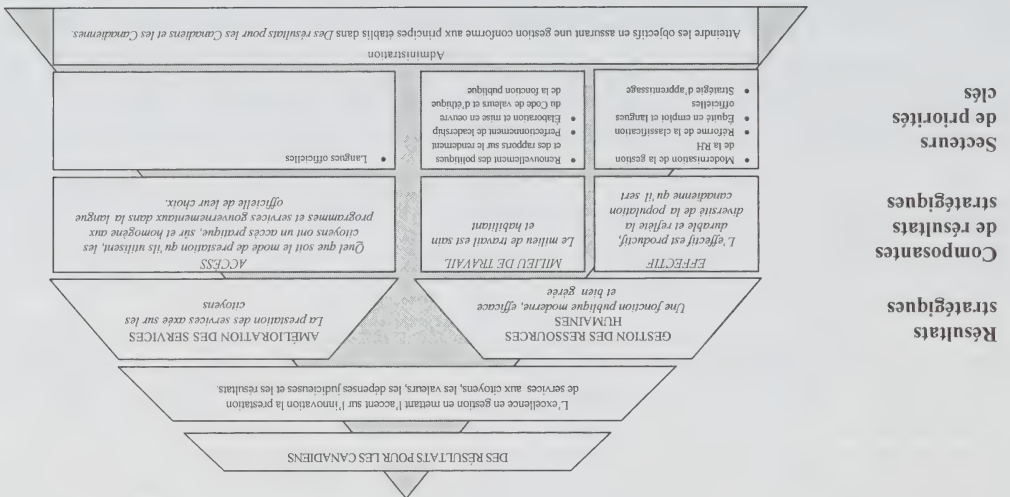 DES RÉSULTATS POUR LES CANADIENS
L'excellence en gestion en mettant l'accent sur l'innovation la prestation
de services aux citoyens, les valeurs, les dépenses judicieuses et les résultats.
Résultats
stratégiques
GESTION DES RESSOURCES
HUMAINES
Une fonction publique moderne, efficace
et bien gérée
AMÉLIORATION DES SERVICES
La prestation des services axée sur les
citoyens
Composantes
de résultats
stratégiques
EFFECTIF
L'effectif est productif,
durable et reflète la
diversité de la population
canadienne qu'il sert
MILIEU DE TRAVAIL
Le milieu de travail est sain
et habilitant
ACCESS
Quel que soit le mode de prestation qu'ils utilisent, les
citoyens ont un accès pratique, sûr et homogène aux
programmes et services gouvernementaux dans la langue
officielle de leur choix.
Secteurs
de priorités
clés
• Modernisation de la gestion
de la RH
• Réforme de la classification
• Équité en emploi et langues
officielles
• Stratégie d'apprentissage
• Renouvellement des politiques
et des rapports sur le rendement
• Perfectionnement de leadership
• Élaboration et mise en oeuvre
du Code de valeurs et d'éthique
de la fonction publique
• Langues officielles
Administration
Atteindre les objectifs en assurant une gestion conforme aux principes établis dans Des résultats pour les Canadiens et les Canadiennes.